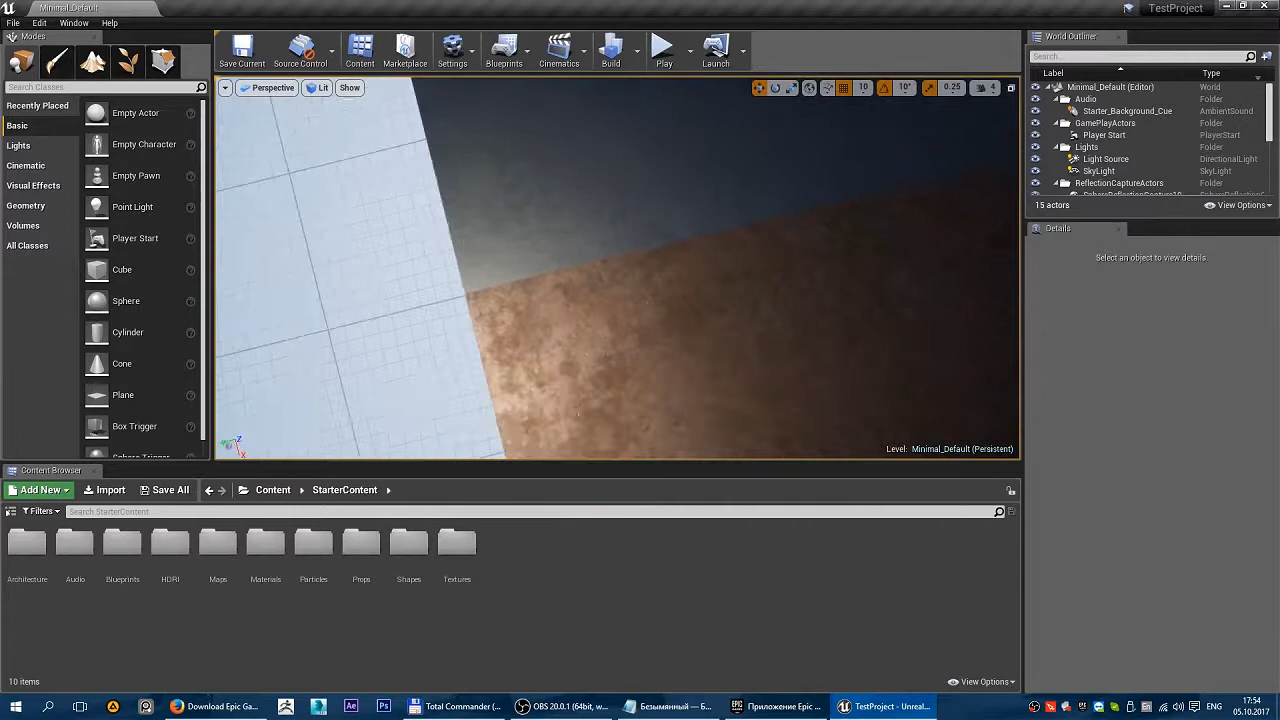 Minimal_Default
TestProject
File
Edit
Window
Help
Modes
Save Current
Source Control
Content
Marketplace
Settings
Blueprints
Cinematics
Build
Play
Launch
World Outliner
Search...
Label
Type
Minimal_Default (Editor)
World
Audio
Folder
Starter_Background_Cue
AmbientSound
GamePlayActors
Folder
Player Start
PlayerStart
Lights
Folder
Light Source
DirectionalLight
SkyLight
SkyLight
ReflectionCaptureActors
Folder
15 actors
View Options
Search Classes
Recently Placed
Basic
Lights
Cinematic
Visual Effects
Geometry
Volumes
All Classes
Empty Actor
Empty Character
Empty Pawn
Point Light
Player Start
Cube
Sphere
Cylinder
Cone
Plane
Box Trigger
Sphere Trigger
Perspective
Lit
Show
10
10°
0.25
4
Z
X
Level: Minimal_Default (Persistent)
Details
Select an object to view details.
Content Browser
Add New
Import
Save All
Content
StarterContent
Filters
Search StarterContent
Architecture
Audio
Blueprints
HDRI
Maps
Materials
Particles
Props
Shapes
Textures
10 items
View Options
Download Epic Ga...
Ae
Ps
Total Commander (...
OBS 20.0.1 (64bit, w...
Безымянный — Б...
Приложение Epic ...
TestProject - Unreal...
ENG
17:54
05.10.2017